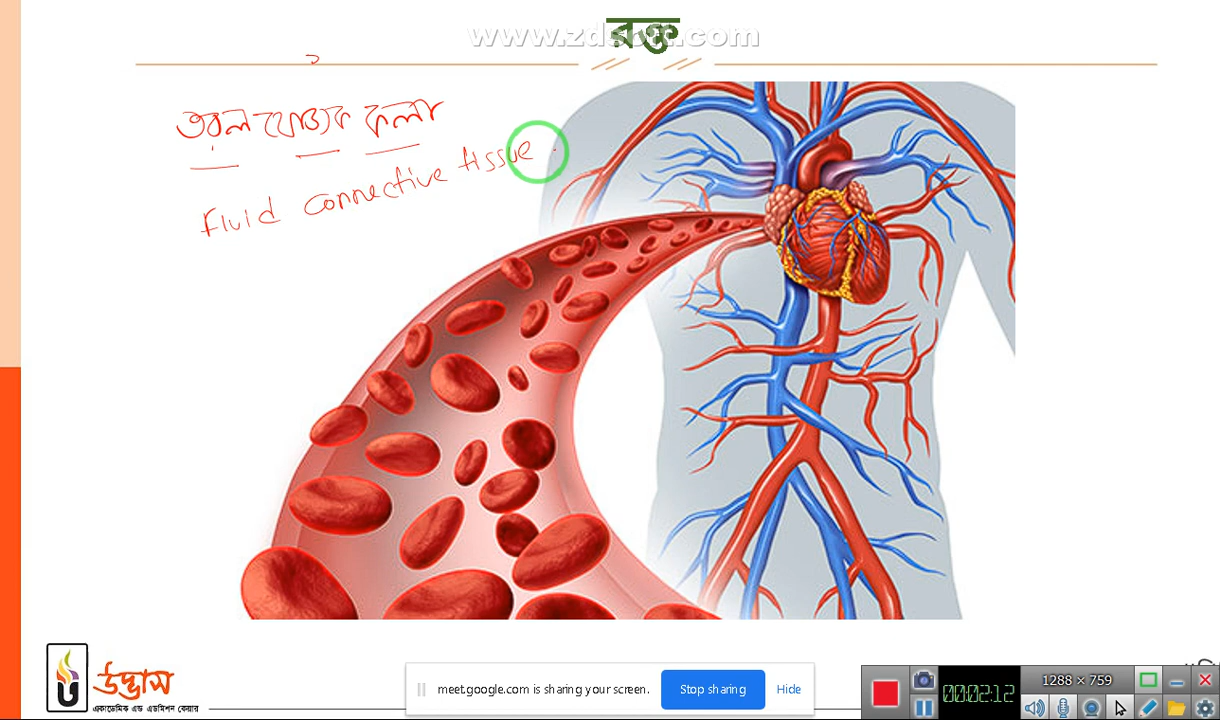 www.zdsoft.com
রক্ত
তরল যোজক কলা
Fluid connective tissue
উদ্ভাস
একাডেমিক এন্ড এডমিশন কেয়ার
meet.google.com is sharing your screen.
Stop sharing
Hide
1288 × 759
00:02:12